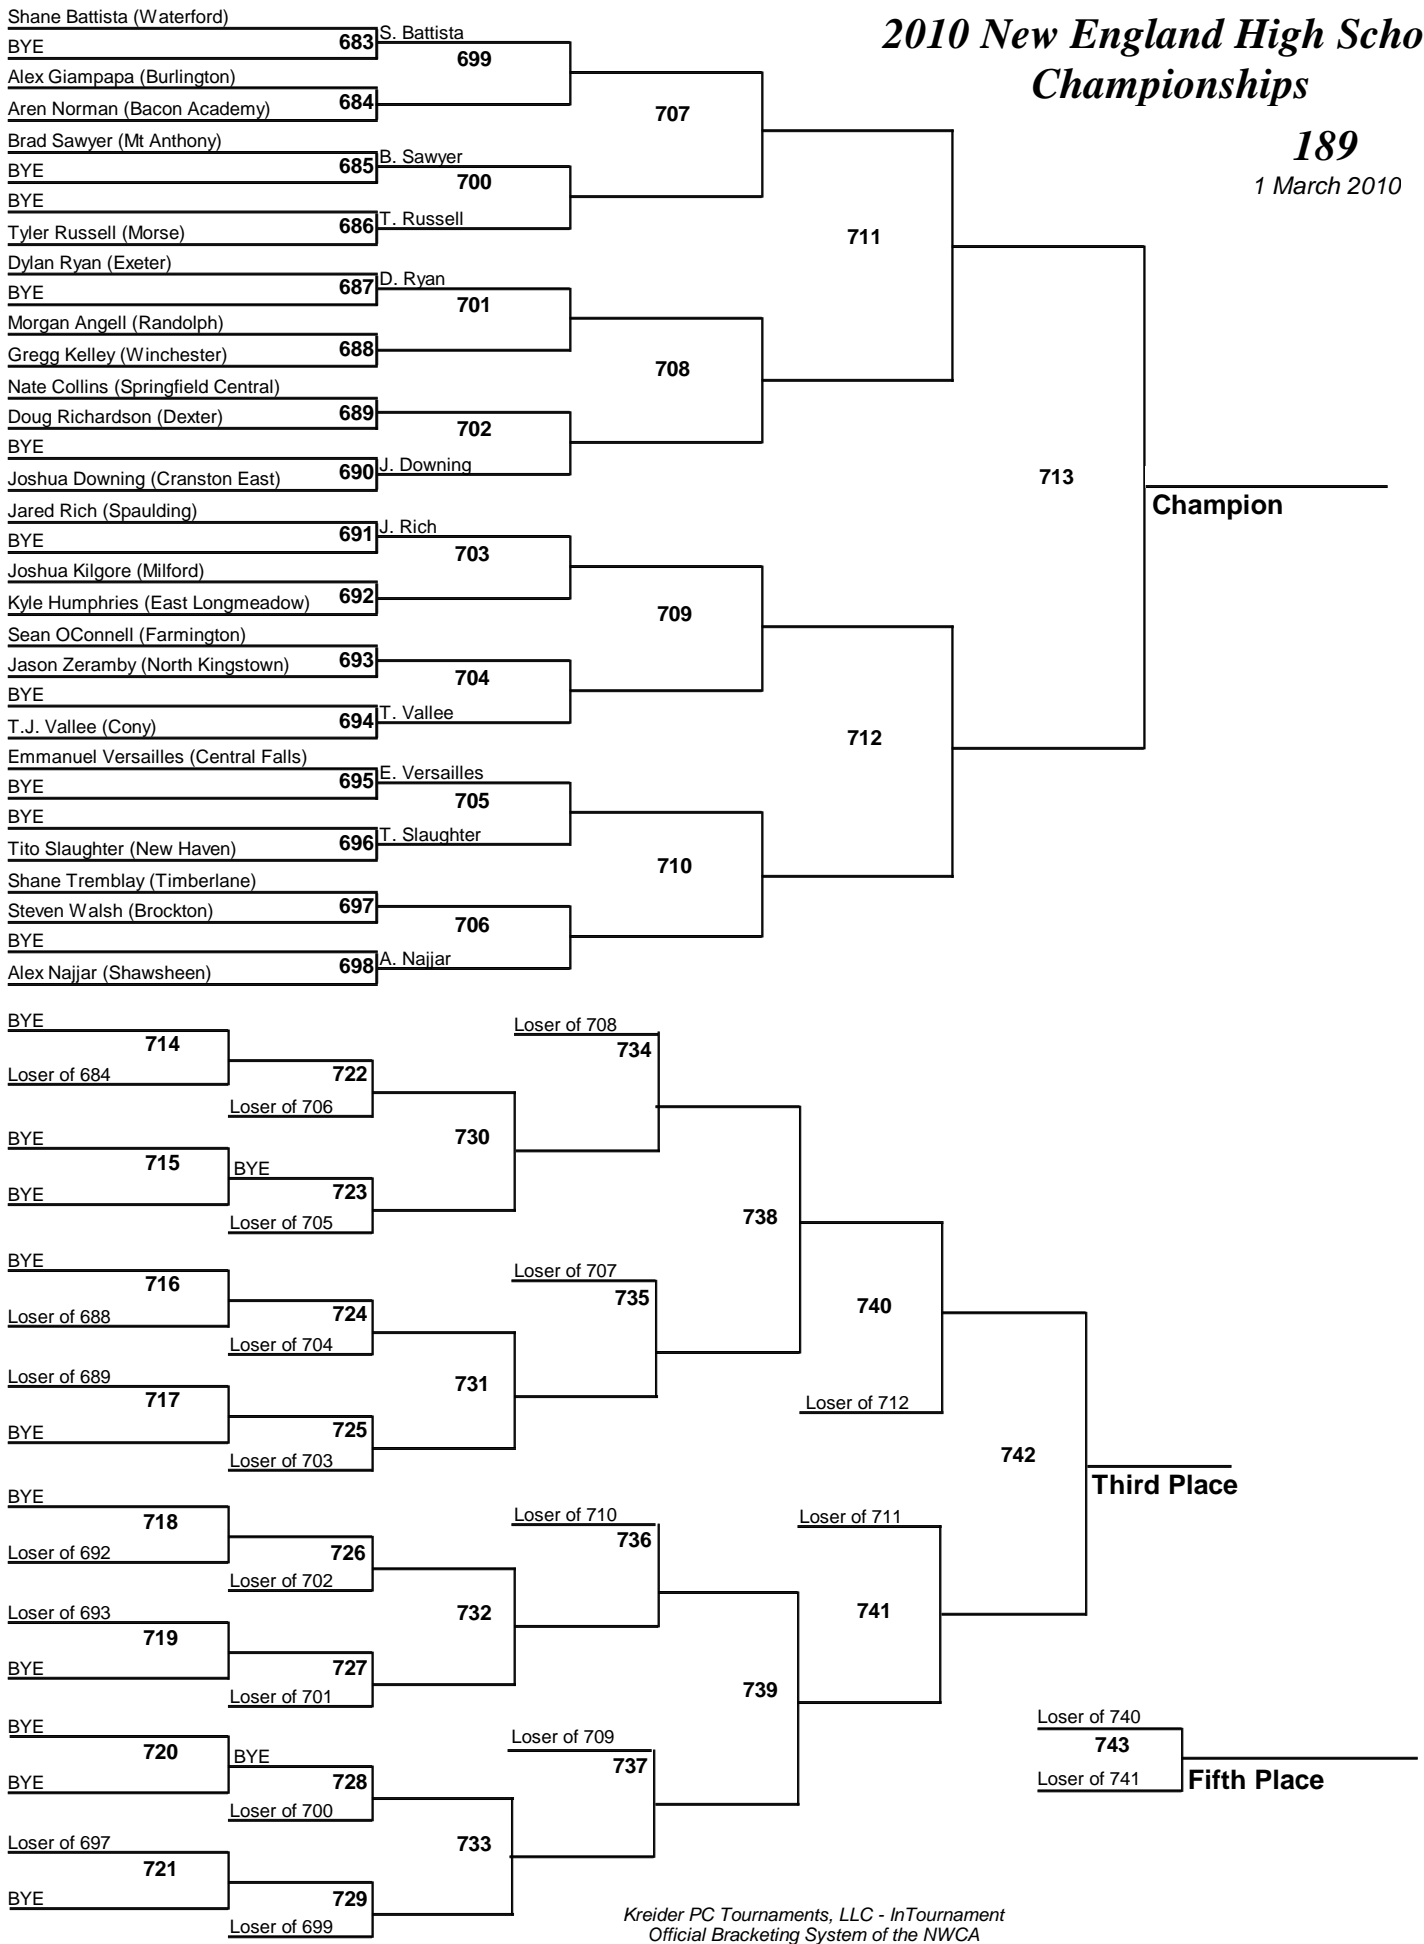 2010 New England High Scho
Championships
189
1 March 2010
Shane Battista (Waterford)
BYE
683
S. Battista
699
Alex Giampapa (Burlington)
Aren Norman (Bacon Academy)
684
707
Brad Sawyer (Mt Anthony)
BYE
685
B. Sawyer
700
BYE
Tyler Russell (Morse)
686
T. Russell
711
Dylan Ryan (Exeter)
BYE
687
D. Ryan
701
Morgan Angell (Randolph)
Gregg Kelley (Winchester)
688
708
Nate Collins (Springfield Central)
Doug Richardson (Dexter)
689
702
BYE
Joshua Downing (Cranston East)
690
J. Downing
713
Champion
Jared Rich (Spaulding)
BYE
691
J. Rich
703
Joshua Kilgore (Milford)
Kyle Humphries (East Longmeadow)
692
709
Sean OConnell (Farmington)
Jason Zeramby (North Kingstown)
693
704
BYE
T.J. Vallee (Cony)
694
T. Vallee
712
Emmanuel Versailles (Central Falls)
BYE
695
E. Versailles
705
BYE
Tito Slaughter (New Haven)
696
T. Slaughter
710
Shane Tremblay (Timberlane)
Steven Walsh (Brockton)
697
706
BYE
Alex Najjar (Shawsheen)
698
A. Najjar
BYE
714
Loser of 684
722
Loser of 706
Loser of 708
734
730
BYE
715
BYE
BYE
723
Loser of 705
738
BYE
716
Loser of 688
724
Loser of 704
Loser of 707
735
740
Loser of 689
717
BYE
725
Loser of 703
731
Loser of 712
742
Third Place
BYE
718
Loser of 692
726
Loser of 702
Loser of 710
736
Loser of 711
741
732
Loser of 693
719
BYE
727
Loser of 701
739
BYE
720
BYE
BYE
728
Loser of 700
Loser of 709
737
Loser of 740
743
Loser of 741
Fifth Place
733
Loser of 697
721
BYE
729
Loser of 699
Kreider PC Tournaments, LLC - InTournament
Official Bracketing System of the NWCA